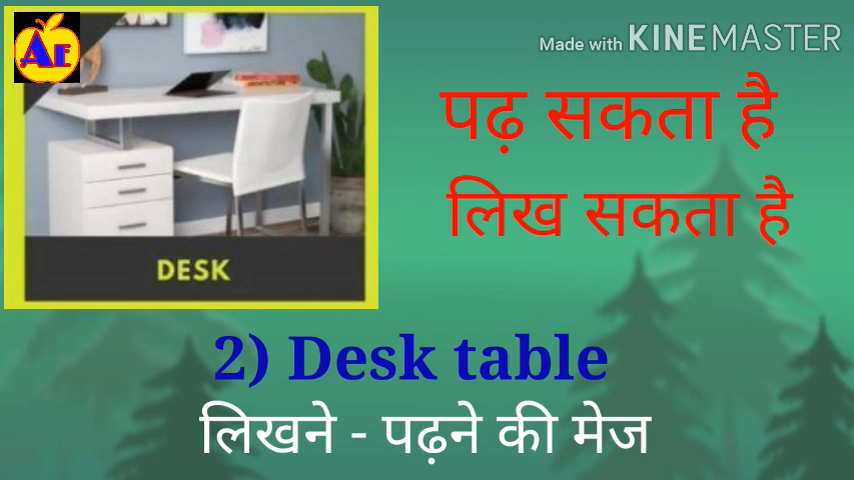 AE
Made with KINEMASTER
पढ़ सकता है
लिख सकता है
DESK
2) Desk table
लिखने - पढ़ने की मेज